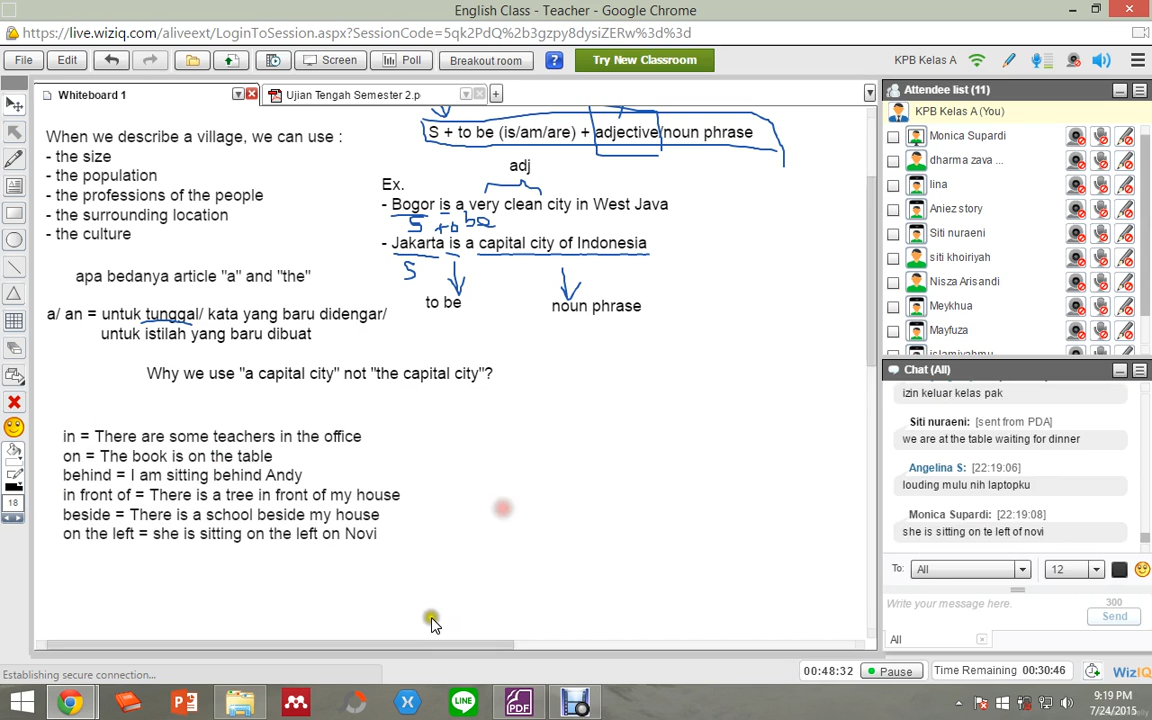 English Class - Teacher - Google Chrome
https://live.wiziq.com/aliveext/LoginToSession.aspx?SessionCode=5qk2PdQ%2b3gzpy8dysiZERw%3d%3d
File Edit Screen Poll Breakout room ? Try New Classroom KPB Kelas A
Whiteboard 1 Ujian Tengah Semester 2.p
Attendee list (11)
KPB Kelas A (You)
Monica Supardi
dharma zava ...
lina
Aniez story
Siti nuraeni
siti khoiriyah
Nisza Arisandi
Meykhua
Mayfuza
islamiyahmu
When we describe a village, we can use :
- the size
- the population
- the professions of the people
- the surrounding location
- the culture
S + to be (is/am/are) + adjective/noun phrase
adj
Ex.
- Bogor is a very clean city in West Java
S to be
- Jakarta is a capital city of Indonesia
S
to be noun phrase
apa bedanya article "a" and "the"
a/ an = untuk tunggal/ kata yang baru didengar/
untuk istilah yang baru dibuat
Why we use "a capital city" not "the capital city"?
in = There are some teachers in the office
on = The book is on the table
behind = I am sitting behind Andy
in front of = There is a tree in front of my house
beside = There is a school beside my house
on the left = she is sitting on the left on Novi
18
Chat (All)
izin keluar kelas pak
Siti nuraeni: [sent from PDA]
we are at the table waiting for dinner
Angelina S: [22:19:06]
louding mulu nih laptopku
Monica Supardi: [22:19:08]
she is sitting on te left of novi
To: All 12
Write your message here. 300
Send
All
Establishing secure connection...
00:48:32 Pause Time Remaining 00:30:46 WizIQ
LINE
PDF
9:19 PM
7/24/2015